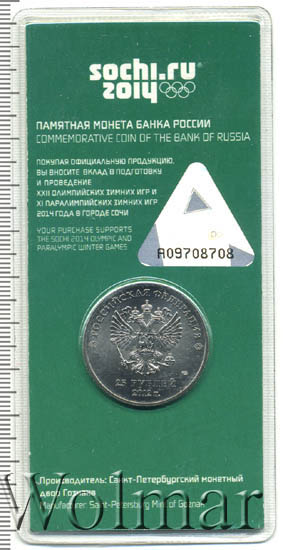 sochi.ru
2014
ПАМЯТНАЯ МОНЕТА БАНКА РОССИИ
COMMEMORATIVE COIN OF THE BANK OF RUSSIA
ПОКУПАЯ ОФИЦИАЛЬНУЮ ПРОДУКЦИЮ,
ВЫ ВНОСИТЕ ВКЛАД В ПОДГОТОВКУ
И ПРОВЕДЕНИЕ
XXII ОЛИМПИЙСКИХ ЗИМНИХ ИГР И
XI ПАРАЛИМПИЙСКИХ ЗИМНИХ ИГР
2014 ГОДА В ГОРОДЕ СОЧИ
YOUR PURCHASE SUPPORTS
THE SOCHI 2014 OLYMPIC AND
PARALYMPIC WINTER GAMES
A09708708
РОССИЙСКАЯ ФЕДЕРАЦИЯ
25 РУБЛЕЙ
2012 г.
Производитель: Санкт-Петербургский монетный
двор Гознака
Manufacturer: Saint-Petersburg Mint of Goznak
Wolmar